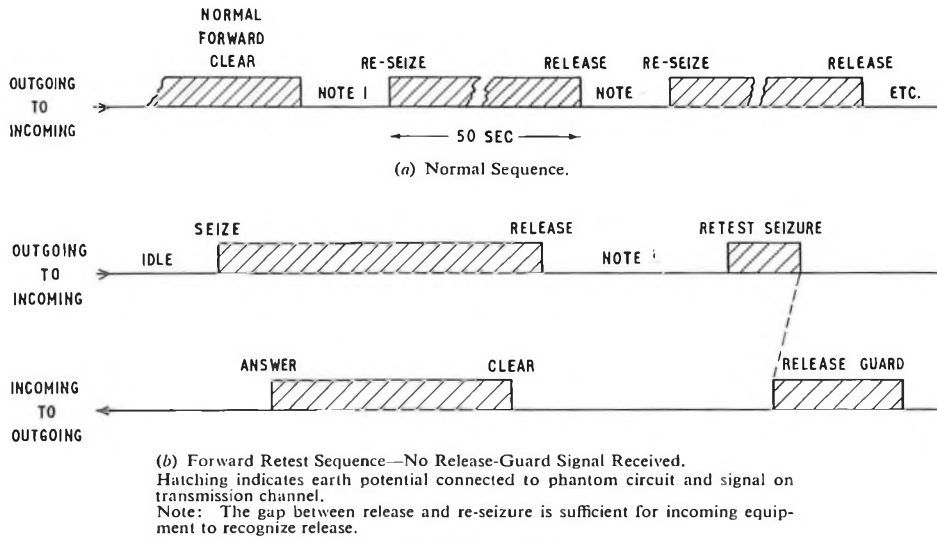 NORMAL
FORWARD
CLEAR
RE-SEIZE RELEASE RE-SEIZE RELEASE
OUTGOING
TO
INCOMING
NOTE 1 NOTE ETC.
50 SEC
(a) Normal Sequence.
SEIZE RELEASE RETEST SEIZURE
OUTGOING
TO
INCOMING
IDLE NOTE
ANSWER CLEAR RELEASE GUARD
INCOMING
TO
OUTGOING
(b) Forward Retest Sequence—No Release-Guard Signal Received.
Hatching indicates earth potential connected to phantom circuit and signal on
transmission channel.
Note: The gap between release and re-seizure is sufficient for incoming equip-
ment to recognize release.